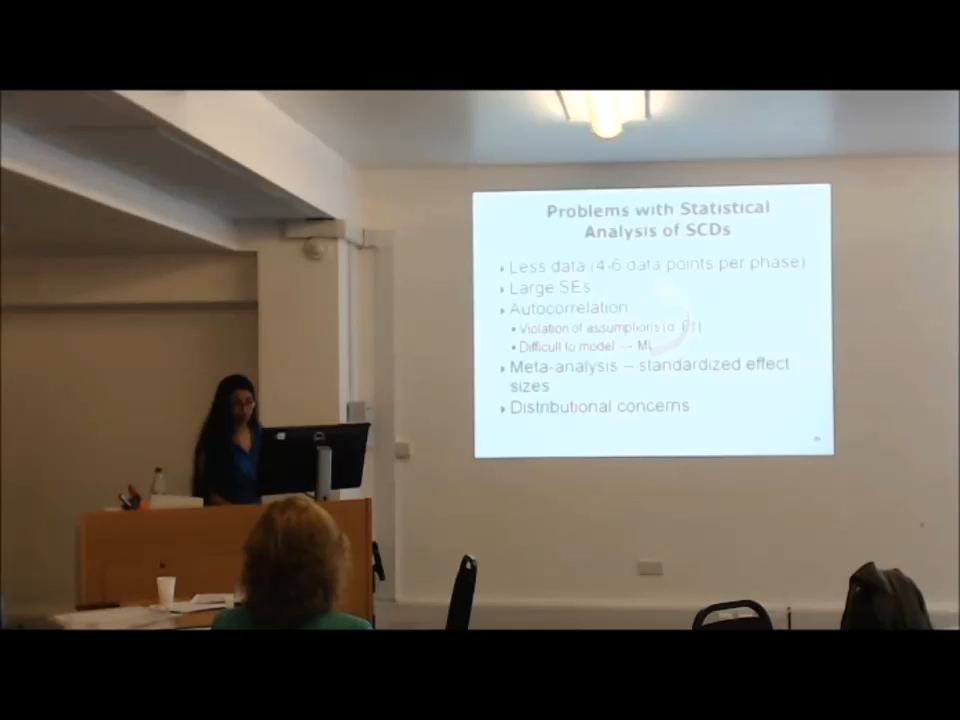 Problems with Statistical
Analysis of SCDs
Less data (4-6 data points per phase)
Large SEs
Autocorrelation
Violation of assumptions
Difficult to model →
Meta-analysis – standardized effect
sizes
Distributional concerns